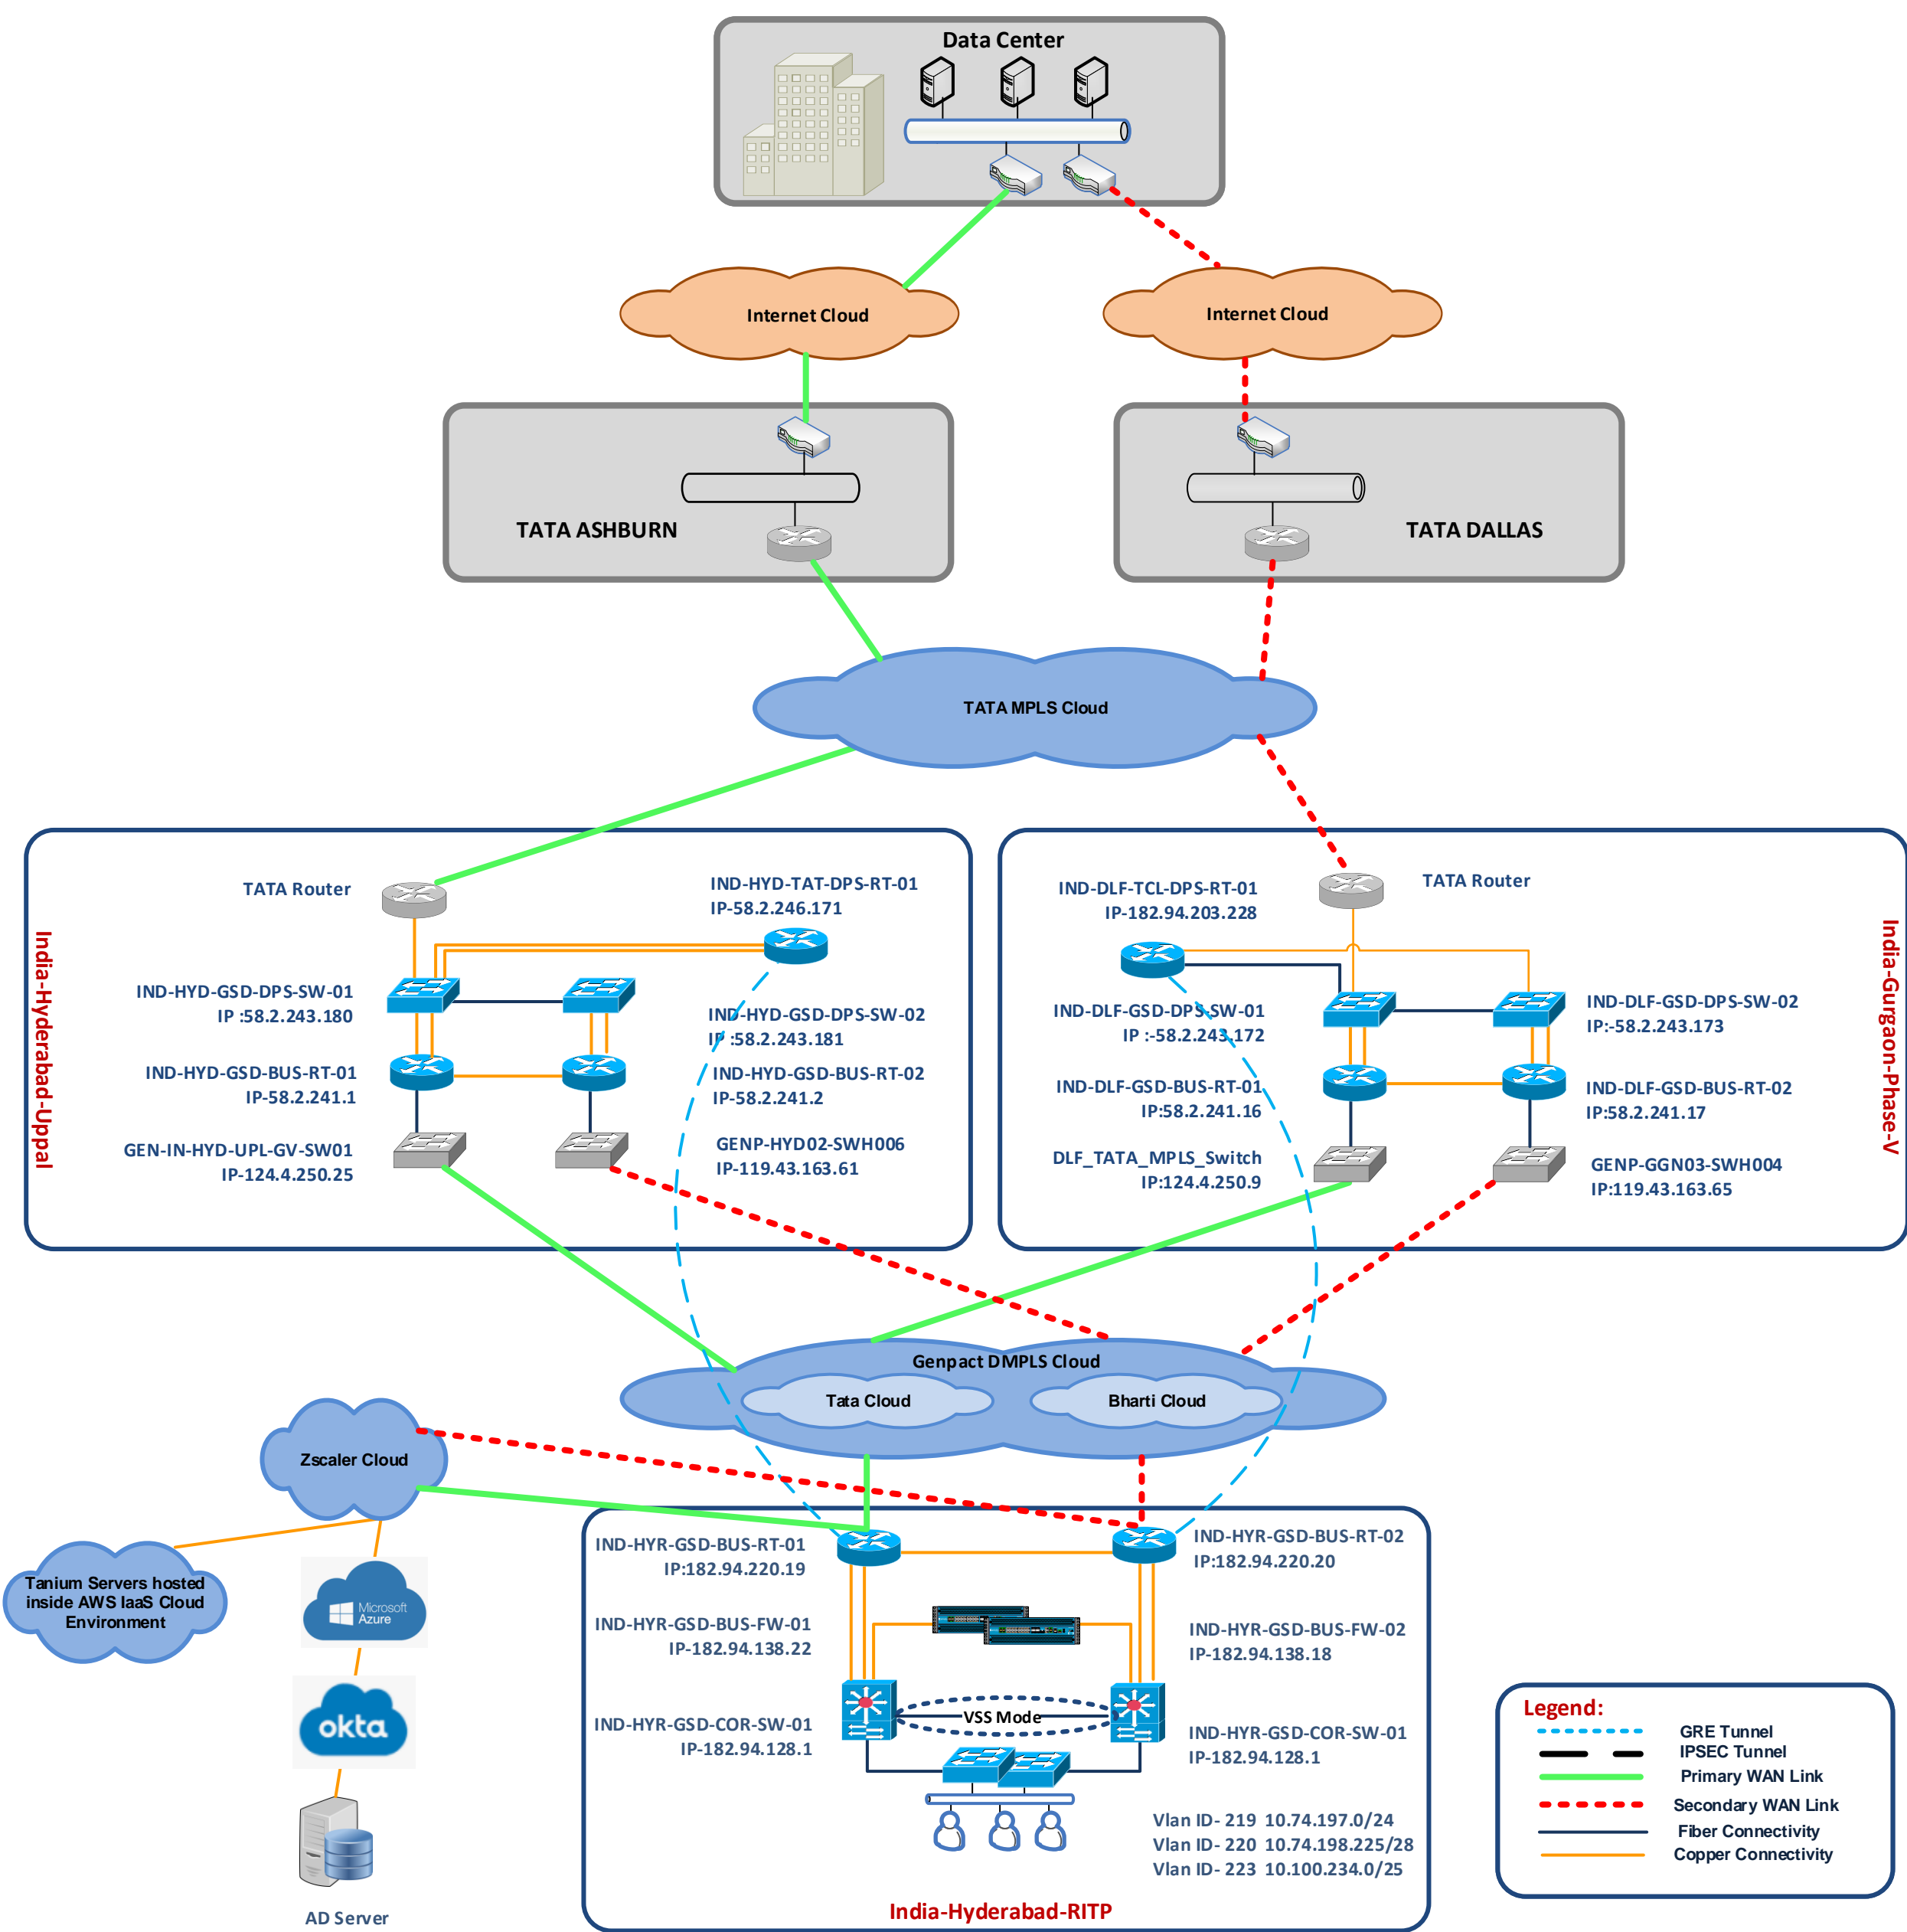 Data Center
Internet Cloud
Internet Cloud
TATA ASHBURN
TATA DALLAS
TATA MPLS Cloud
India-Hyderabad-Uppal
TATA Router
IND-HYD-TAT-DPS-RT-01
IP-58.2.246.171
IND-HYD-GSD-DPS-SW-01
IP :58.2.243.180
IND-HYD-GSD-DPS-SW-02
IP :58.2.243.181
IND-HYD-GSD-BUS-RT-01
IP-58.2.241.1
IND-HYD-GSD-BUS-RT-02
IP-58.2.241.2
GEN-IN-HYD-UPL-GV-SW01
IP-124.4.250.25
GENP-HYD02-SWH006
IP-119.43.163.61
India-Gurgaon-Phase-V
IND-DLF-TCL-DPS-RT-01
IP-182.94.203.228
TATA Router
IND-DLF-GSD-DPS-SW-01
IP :-58.2.243.172
IND-DLF-GSD-DPS-SW-02
IP:-58.2.243.173
IND-DLF-GSD-BUS-RT-01
IP:58.2.241.16
IND-DLF-GSD-BUS-RT-02
IP:58.2.241.17
DLF_TATA_MPLS_Switch
IP:124.4.250.9
GENP-GGN03-SWH004
IP:119.43.163.65
Genpact DMPLS Cloud
Tata Cloud
Bharti Cloud
Zscaler Cloud
Tanium Servers hosted
inside AWS IaaS Cloud
Environment
Microsoft
Azure
okta
AD Server
IND-HYR-GSD-BUS-RT-01
IP:182.94.220.19
IND-HYR-GSD-BUS-RT-02
IP:182.94.220.20
IND-HYR-GSD-BUS-FW-01
IP-182.94.138.22
IND-HYR-GSD-BUS-FW-02
IP-182.94.138.18
IND-HYR-GSD-COR-SW-01
IP-182.94.128.1
VSS Mode
IND-HYR-GSD-COR-SW-01
IP-182.94.128.1
Vlan ID- 219 10.74.197.0/24
Vlan ID- 220 10.74.198.225/28
Vlan ID- 223 10.100.234.0/25
India-Hyderabad-RITP
Legend:
GRE Tunnel
IPSEC Tunnel
Primary WAN Link
Secondary WAN Link
Fiber Connectivity
Copper Connectivity